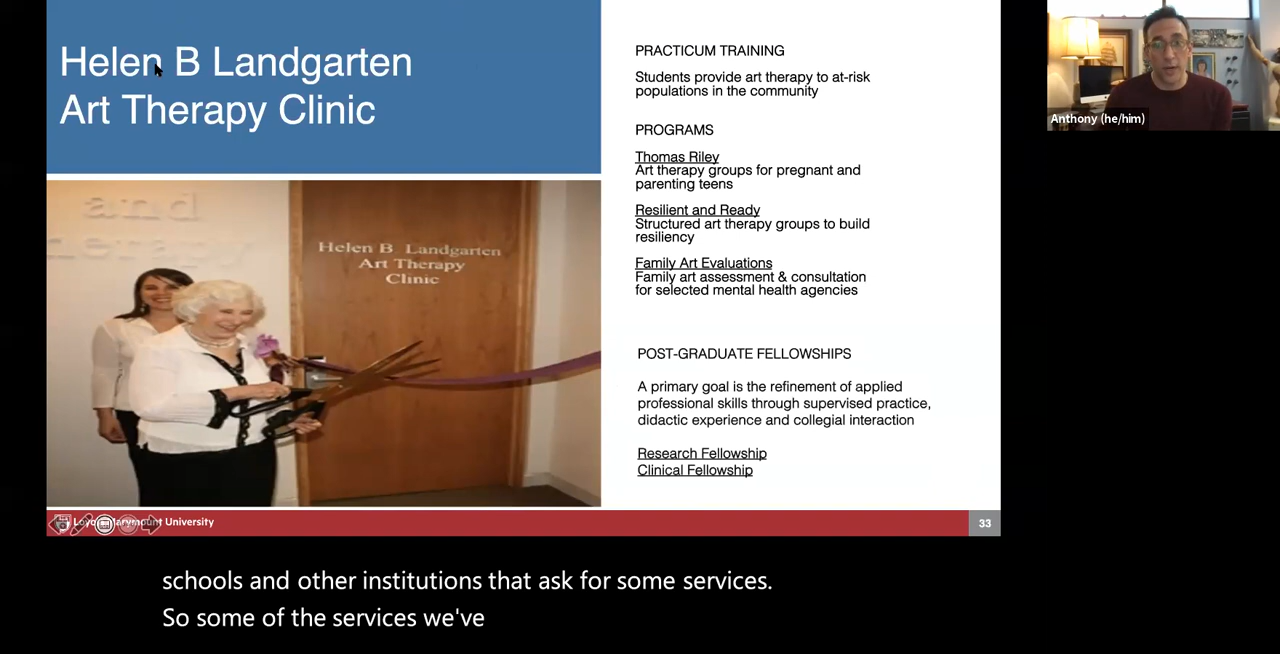 Helen B Landgarten
Art Therapy Clinic
and
herapy
Helen B. Landgarten
Art Therapy
Clinic
PRACTICUM TRAINING
Students provide art therapy to at-risk
populations in the community
PROGRAMS
Thomas Riley
Art therapy groups for pregnant and
parenting teens
Resilient and Ready
Structured art therapy groups to build
resiliency
Family Art Evaluations
Family art assessment & consultation
for selected mental health agencies
POST-GRADUATE FELLOWSHIPS
A primary goal is the refinement of applied
professional skills through supervised practice,
didactic experience and collegial interaction
Research Fellowship
Clinical Fellowship
Loyola Marymount University
33
Anthony (he/him)
schools and other institutions that ask for some services.
So some of the services we've